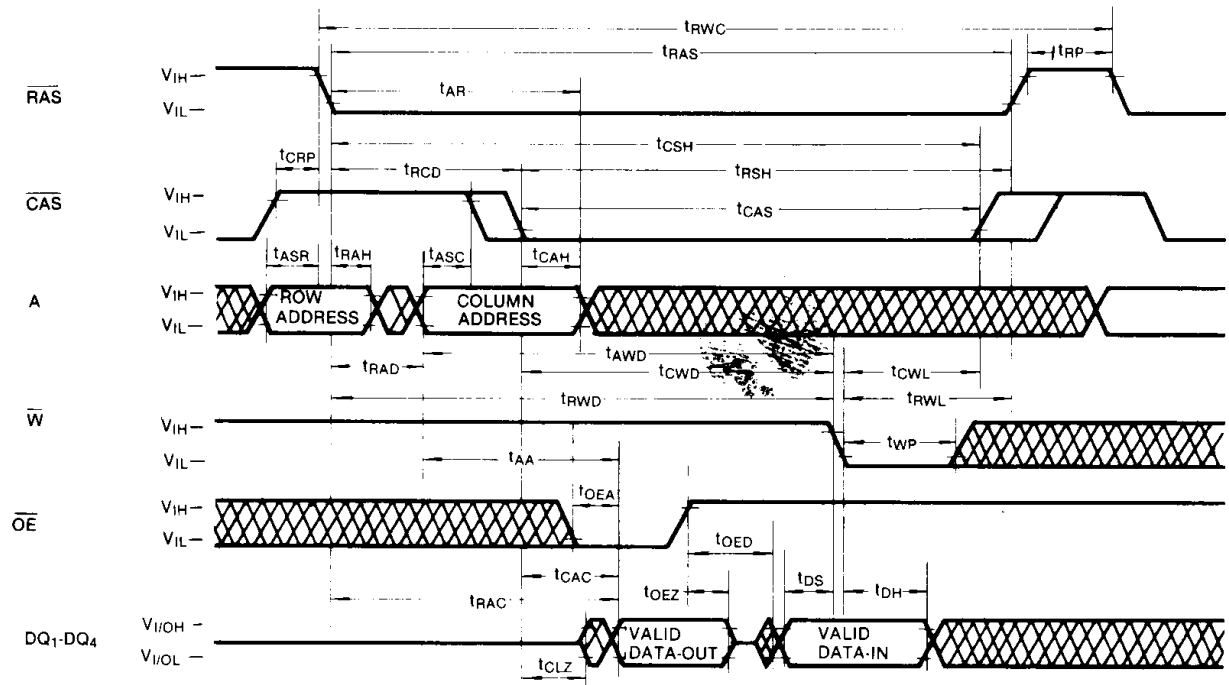 tRWC
tRAS
tRP
RAS
VIH
VIL
tAR
tCSH
tCRP
tRCD
tRSH
CAS
VIH
VIL
tCAS
tASR
tRAH
tASC
tCAH
A
VIH
VIL
ROW
ADDRESS
COLUMN
ADDRESS
tAWD
tRAD
tCWD
tCWL
tRWD
tRWL
W
VIH
VIL
tWP
tAA
tOEA
OE
VIH
VIL
tOED
tCAC
tRAC
tOEZ
tDS
tDH
DQ1-DQ4
VI/OH
VI/OL
VALID
DATA-OUT
VALID
DATA-IN
tCLZ